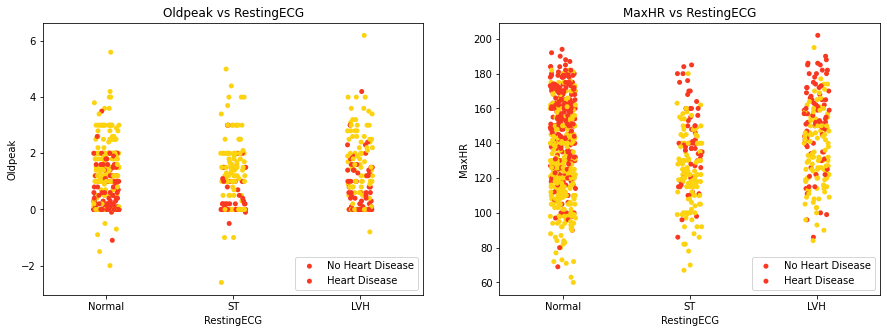 Oldpeak vs RestingECG
6
4
2
0
−2
Oldpeak
Normal
ST
LVH
RestingECG
No Heart Disease
Heart Disease
MaxHR vs RestingECG
200
180
160
140
120
100
80
60
MaxHR
Normal
ST
LVH
RestingECG
No Heart Disease
Heart Disease